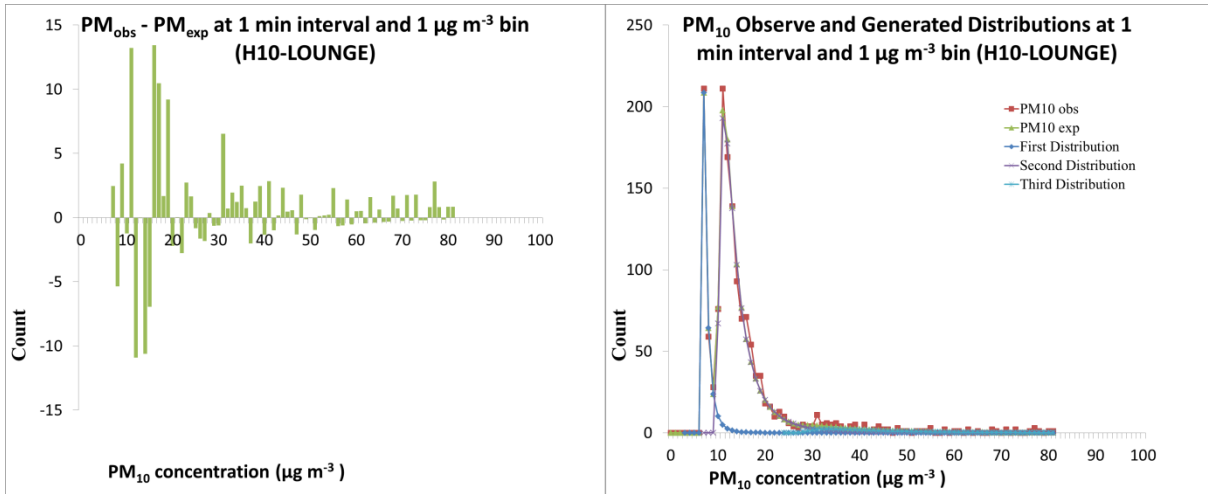 PM_obs - PM_exp at 1 min interval and 1 µg m⁻³ bin
(H10-LOUNGE)
15
10
5
0
-5
-10
-15
0 10 20 30 40 50 60 70 80 90 100
Count
PM₁₀ concentration (µg m⁻³ )
PM₁₀ Observe and Generated Distributions at 1
min interval and 1 µg m⁻³ bin (H10-LOUNGE)
250
200
150
100
50
0
PM10 obs
PM10 exp
First Distribution
Second Distribution
Third Distribution
0 10 20 30 40 50 60 70 80 90 100
Count
PM₁₀ concentration (µg m⁻³ )